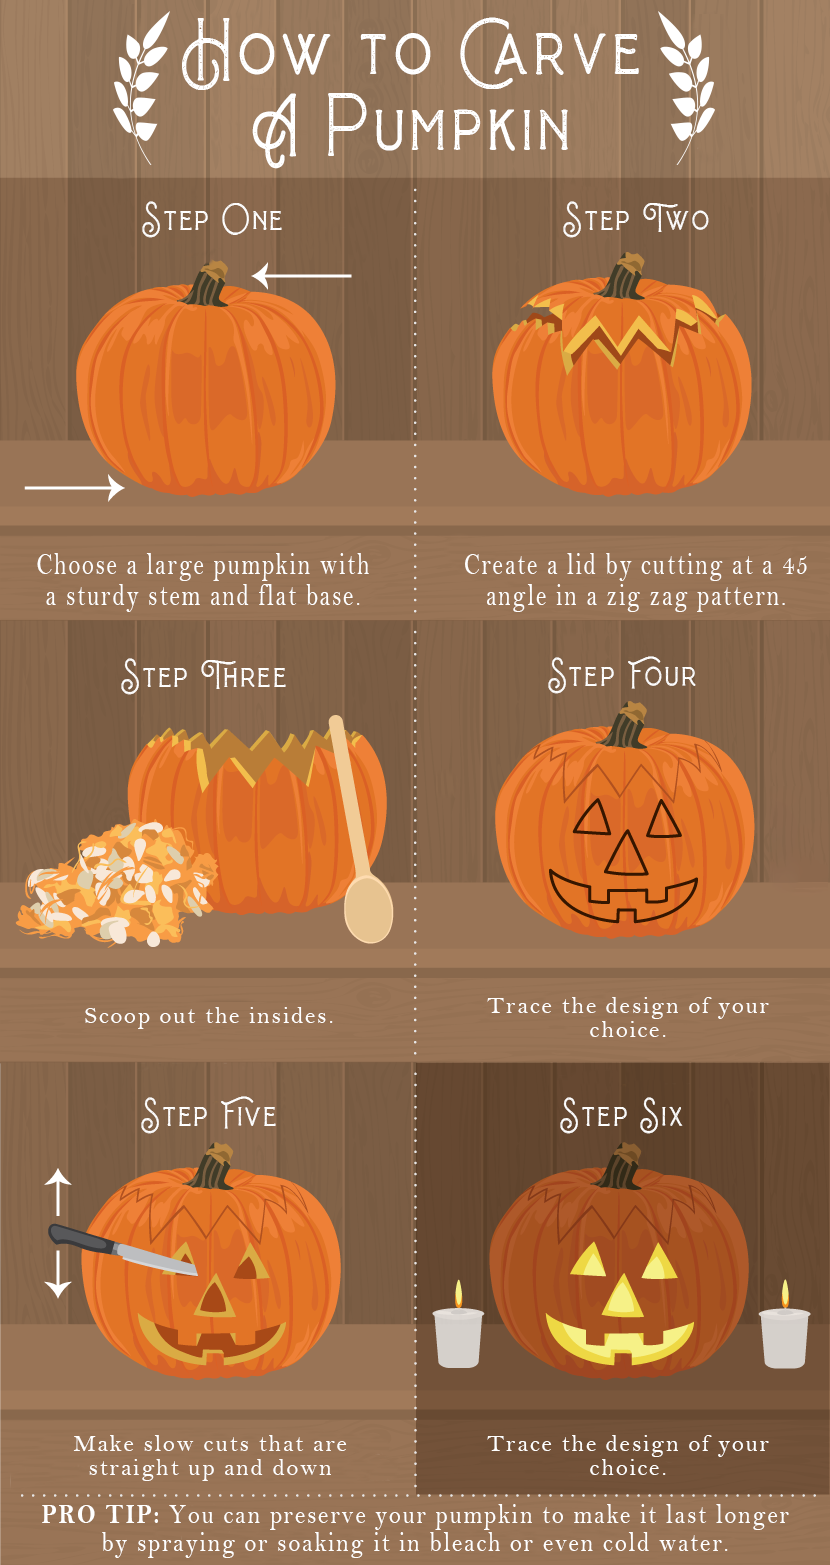 How to Carve
A Pumpkin
Step One
Step Two
Choose a large pumpkin with
a sturdy stem and flat base.
Create a lid by cutting at a 45
angle in a zig zag pattern.
Step Three
Step Four
Scoop out the insides.
Trace the design of your
choice.
Step Five
Step Six
Make slow cuts that are
straight up and down
Trace the design of your
choice.
PRO TIP: You can preserve your pumpkin to make it last longer
by spraying or soaking it in bleach or even cold water.